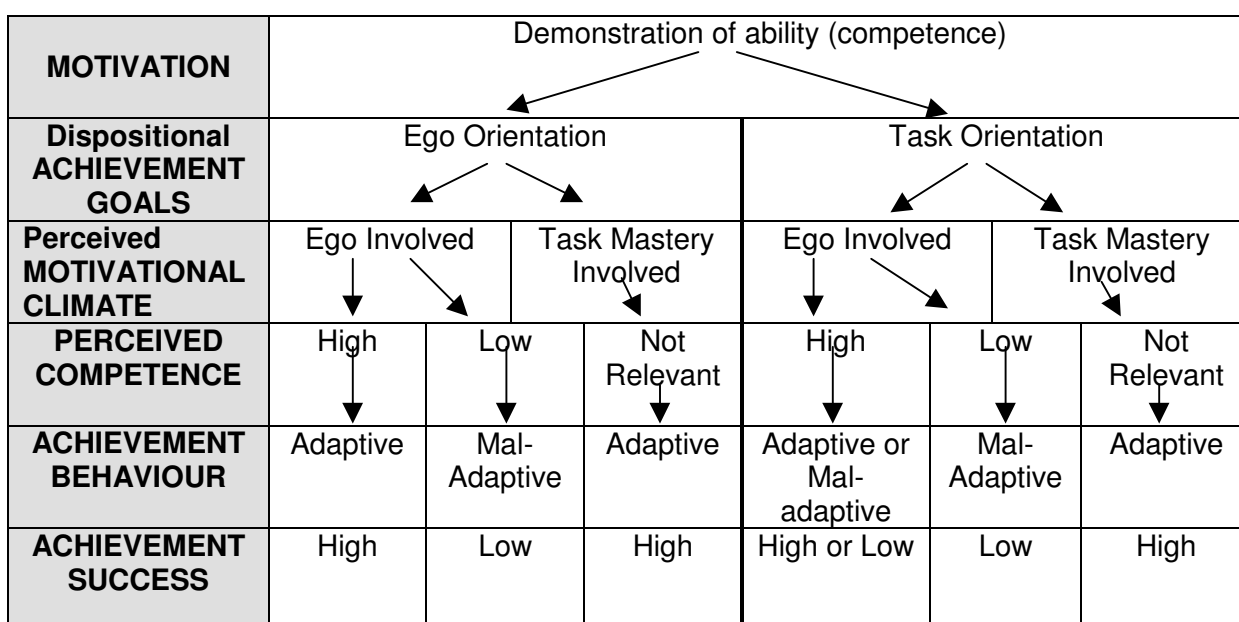 Demonstration of ability (competence)
MOTIVATION
Dispositional
ACHIEVEMENT
GOALS
Ego Orientation
Task Orientation
Perceived
MOTIVATIONAL
CLIMATE
Ego Involved
Task Mastery
Involved
Ego Involved
Task Mastery
Involved
PERCEIVED
COMPETENCE
High
Low
Not
Relevant
High
Low
Not
Relevant
ACHIEVEMENT
BEHAVIOUR
Adaptive
Mal-
Adaptive
Adaptive
Adaptive or
Mal-
adaptive
Mal-
Adaptive
Adaptive
ACHIEVEMENT
SUCCESS
High
Low
High
High or Low
Low
High